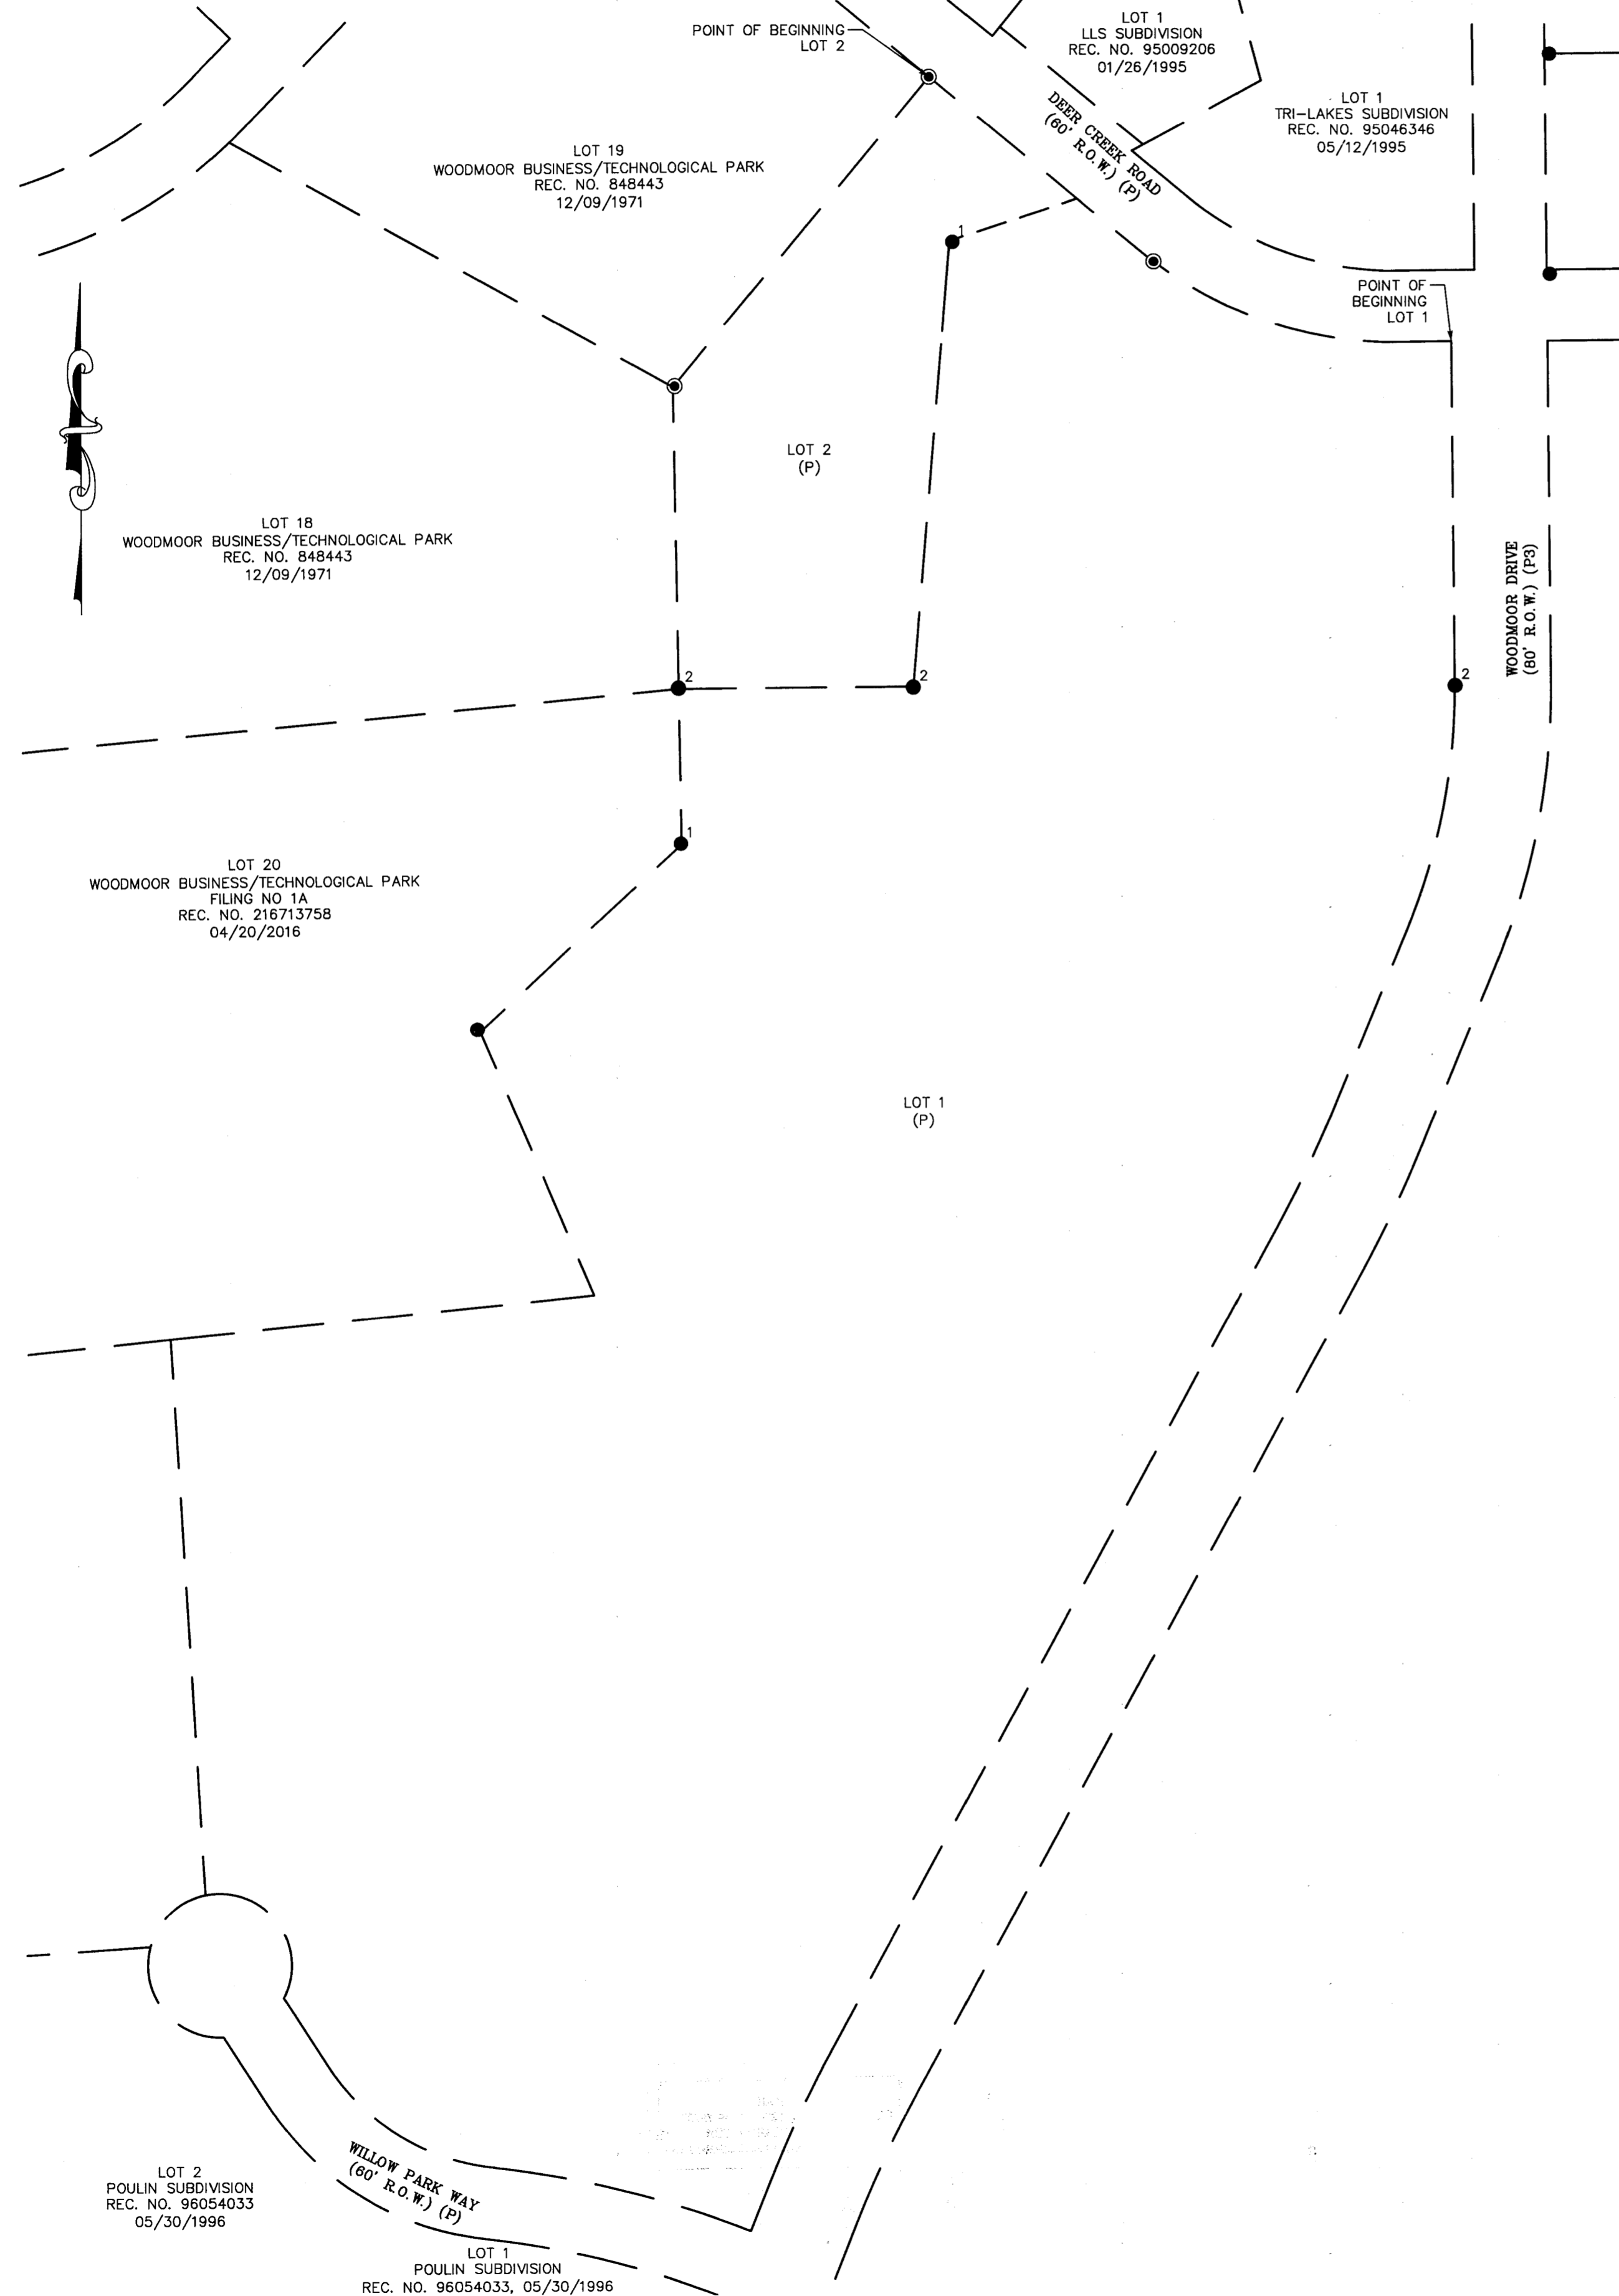 POINT OF BEGINNING
LOT 2
LOT 1
LLS SUBDIVISION
REC. NO. 95009206
01/26/1995
LOT 1
TRI-LAKES SUBDIVISION
REC. NO. 95046346
05/12/1995
DEER CREEK ROAD
(60' R.O.W.) (P)
LOT 19
WOODMOOR BUSINESS/TECHNOLOGICAL PARK
REC. NO. 848443
12/09/1971
1
POINT OF
BEGINNING
LOT 1
LOT 2
(P)
LOT 18
WOODMOOR BUSINESS/TECHNOLOGICAL PARK
REC. NO. 848443
12/09/1971
WOODMOOR DRIVE
(80' R.O.W.) (P3)
2
2
2
1
LOT 20
WOODMOOR BUSINESS/TECHNOLOGICAL PARK
FILING NO 1A
REC. NO. 216713758
04/20/2016
LOT 1
(P)
WILLOW PARK WAY
(60' R.O.W.) (P)
LOT 2
POULIN SUBDIVISION
REC. NO. 96054033
05/30/1996
LOT 1
POULIN SUBDIVISION
REC. NO. 96054033, 05/30/1996